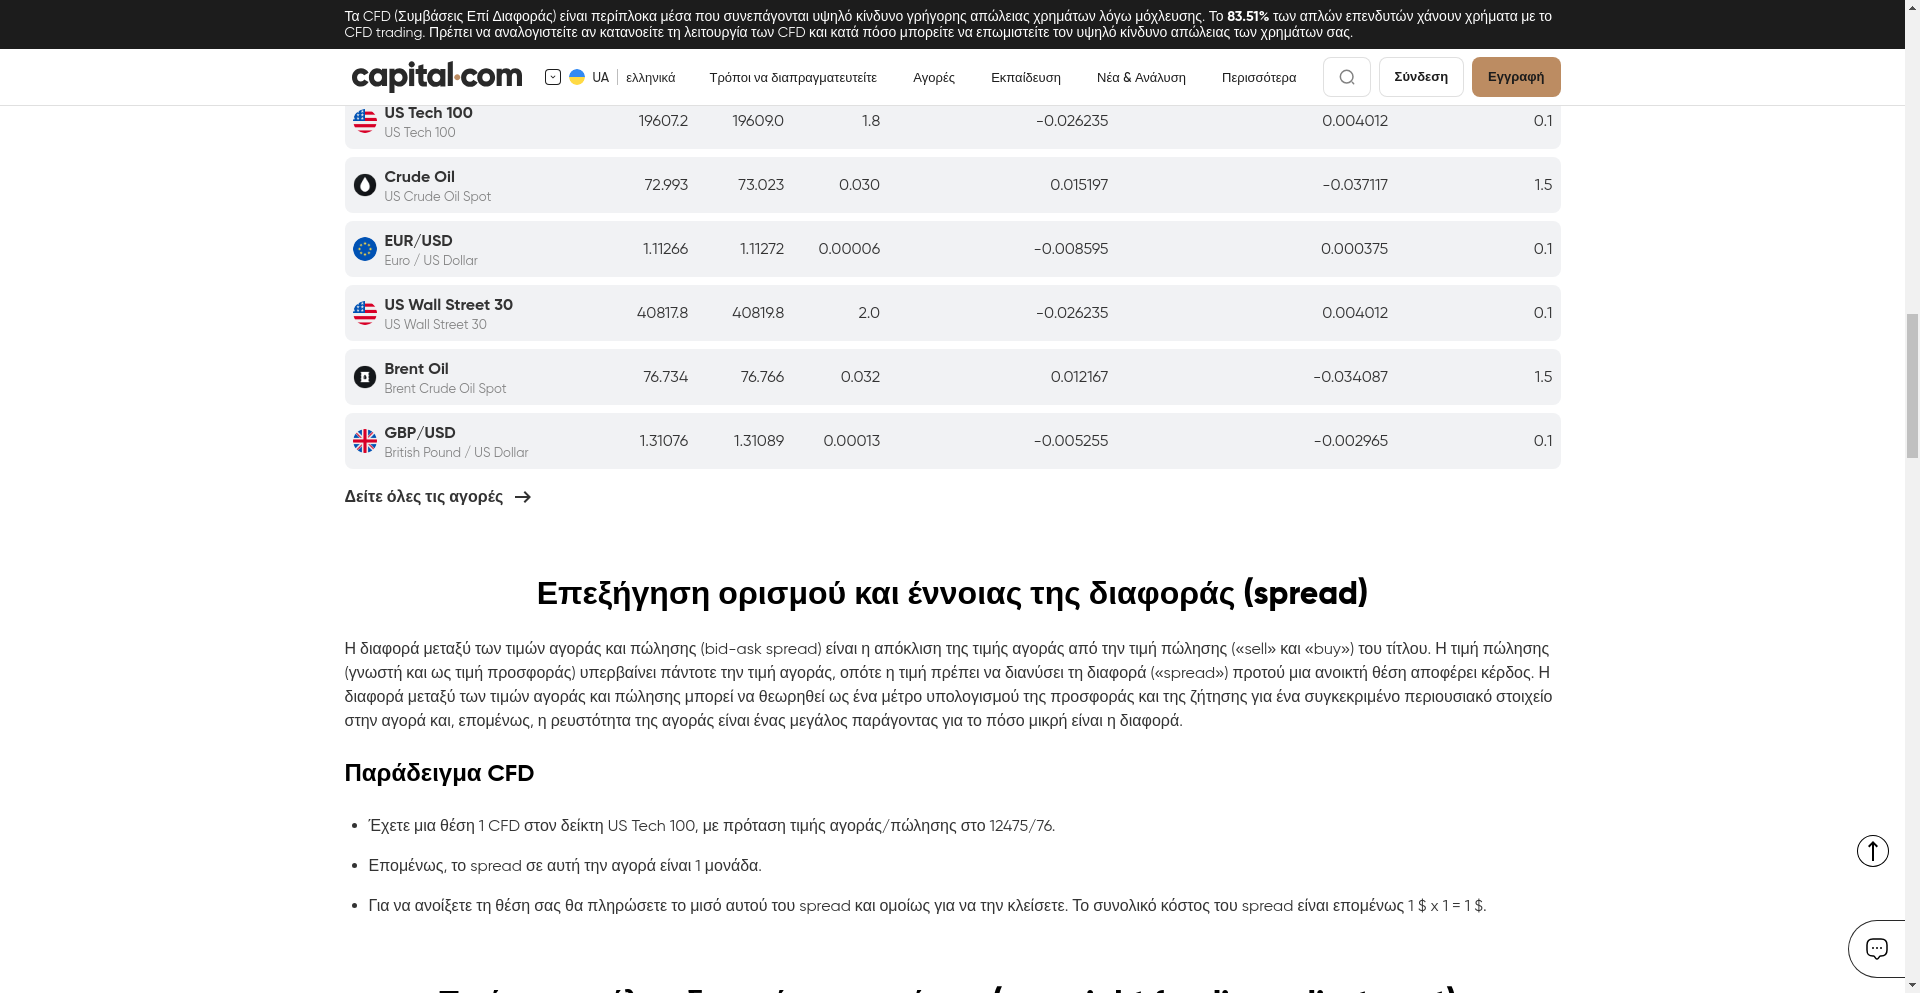 Τα CFD (Συμβάσεις Επί Διαφοράς) είναι περίπλοκα μέσα που συνεπάγονται υψηλό κίνδυνο γρήγορης απώλειας χρημάτων λόγω μόχλευσης. Το 83.51% των απλών επενδυτών χάνουν χρήματα με το
CFD trading. Πρέπει να αναλογιστείτε αν κατανοείτε τη λειτουργία των CFD και κατά πόσο μπορείτε να επωμιστείτε τον υψηλό κίνδυνο απώλειας των χρημάτων σας.
capital.com UA ελληνικά Τρόποι να διαπραγματευτείτε Αγορές Εκπαίδευση Νέα & Ανάλυση Περισσότερα Σύνδεση Εγγραφή
US Tech 100 19607.2 19609.0 1.8 -0.026235 0.004012 0.1
US Tech 100
Crude Oil 72.993 73.023 0.030 0.015197 -0.037117 1.5
US Crude Oil Spot
EUR/USD 1.11266 1.11272 0.00006 -0.008595 0.000375 0.1
Euro / US Dollar
US Wall Street 30 40817.8 40819.8 2.0 -0.026235 0.004012 0.1
US Wall Street 30
Brent Oil 76.734 76.766 0.032 0.012167 -0.034087 1.5
Brent Crude Oil Spot
GBP/USD 1.31076 1.31089 0.00013 -0.005255 -0.002965 0.1
British Pound / US Dollar
Δείτε όλες τις αγορές
Επεξήγηση ορισμού και έννοιας της διαφοράς (spread)
Η διαφορά μεταξύ των τιμών αγοράς και πώλησης (bid-ask spread) είναι η απόκλιση της τιμής αγοράς από την τιμή πώλησης («sell» και «buy») του τίτλου. Η τιμή πώλησης
(γνωστή και ως τιμή προσφοράς) υπερβαίνει πάντοτε την τιμή αγοράς, οπότε η τιμή πρέπει να διανύσει τη διαφορά («spread») προτού μια ανοικτή θέση αποφέρει κέρδος. Η
διαφορά μεταξύ των τιμών αγοράς και πώλησης μπορεί να θεωρηθεί ως ένα μέτρο υπολογισμού της προσφοράς και της ζήτησης για ένα συγκεκριμένο περιουσιακό στοιχείο
στην αγορά και, επομένως, η ρευστότητα της αγοράς είναι ένας μεγάλος παράγοντας για το πόσο μικρή είναι η διαφορά.
Παράδειγμα CFD
• Έχετε μια θέση 1 CFD στον δείκτη US Tech 100, με πρόταση τιμής αγοράς/πώλησης στο 12475/76.
• Επομένως, το spread σε αυτή την αγορά είναι 1 μονάδα.
• Για να ανοίξετε τη θέση σας θα πληρώσετε το μισό αυτού του spread και ομοίως για να την κλείσετε. Το συνολικό κόστος του spread είναι επομένως 1 $ x 1 = 1 $.